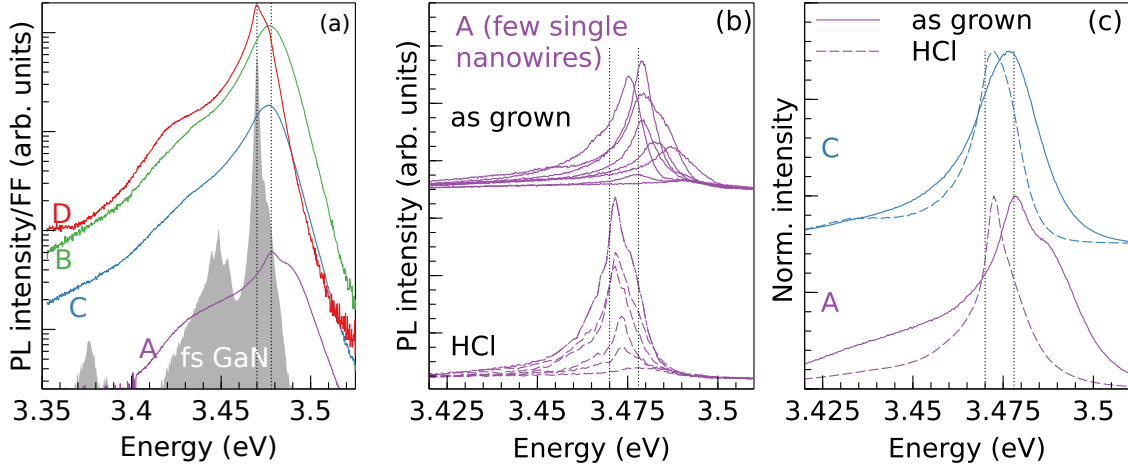 (a)
PL intensity/FF (arb. units)
D
B
C
A
fs GaN
3.35
3.4
3.45
3.5
Energy (eV)
(b)
A (few single
nanowires)
as grown
HCl
PL intensity (arb. units)
3.425
3.45
3.475
3.5
Energy (eV)
(c)
as grown
HCl
C
A
Norm. intensity
3.425
3.45
3.475
3.5
Energy (eV)